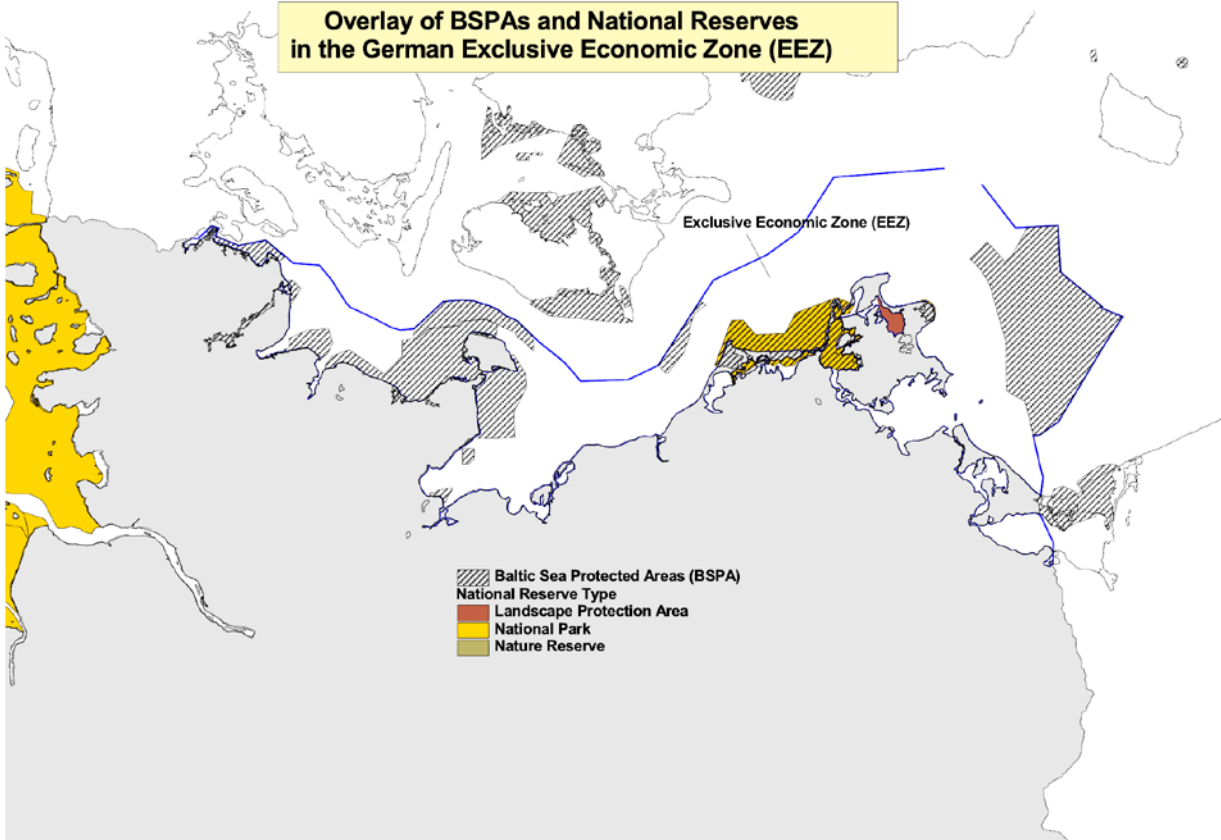 Overlay of BSPAs and National Reserves
in the German Exclusive Economic Zone (EEZ)
Exclusive Economic Zone (EEZ)
Baltic Sea Protected Areas (BSPA)
National Reserve Type
Landscape Protection Area
National Park
Nature Reserve